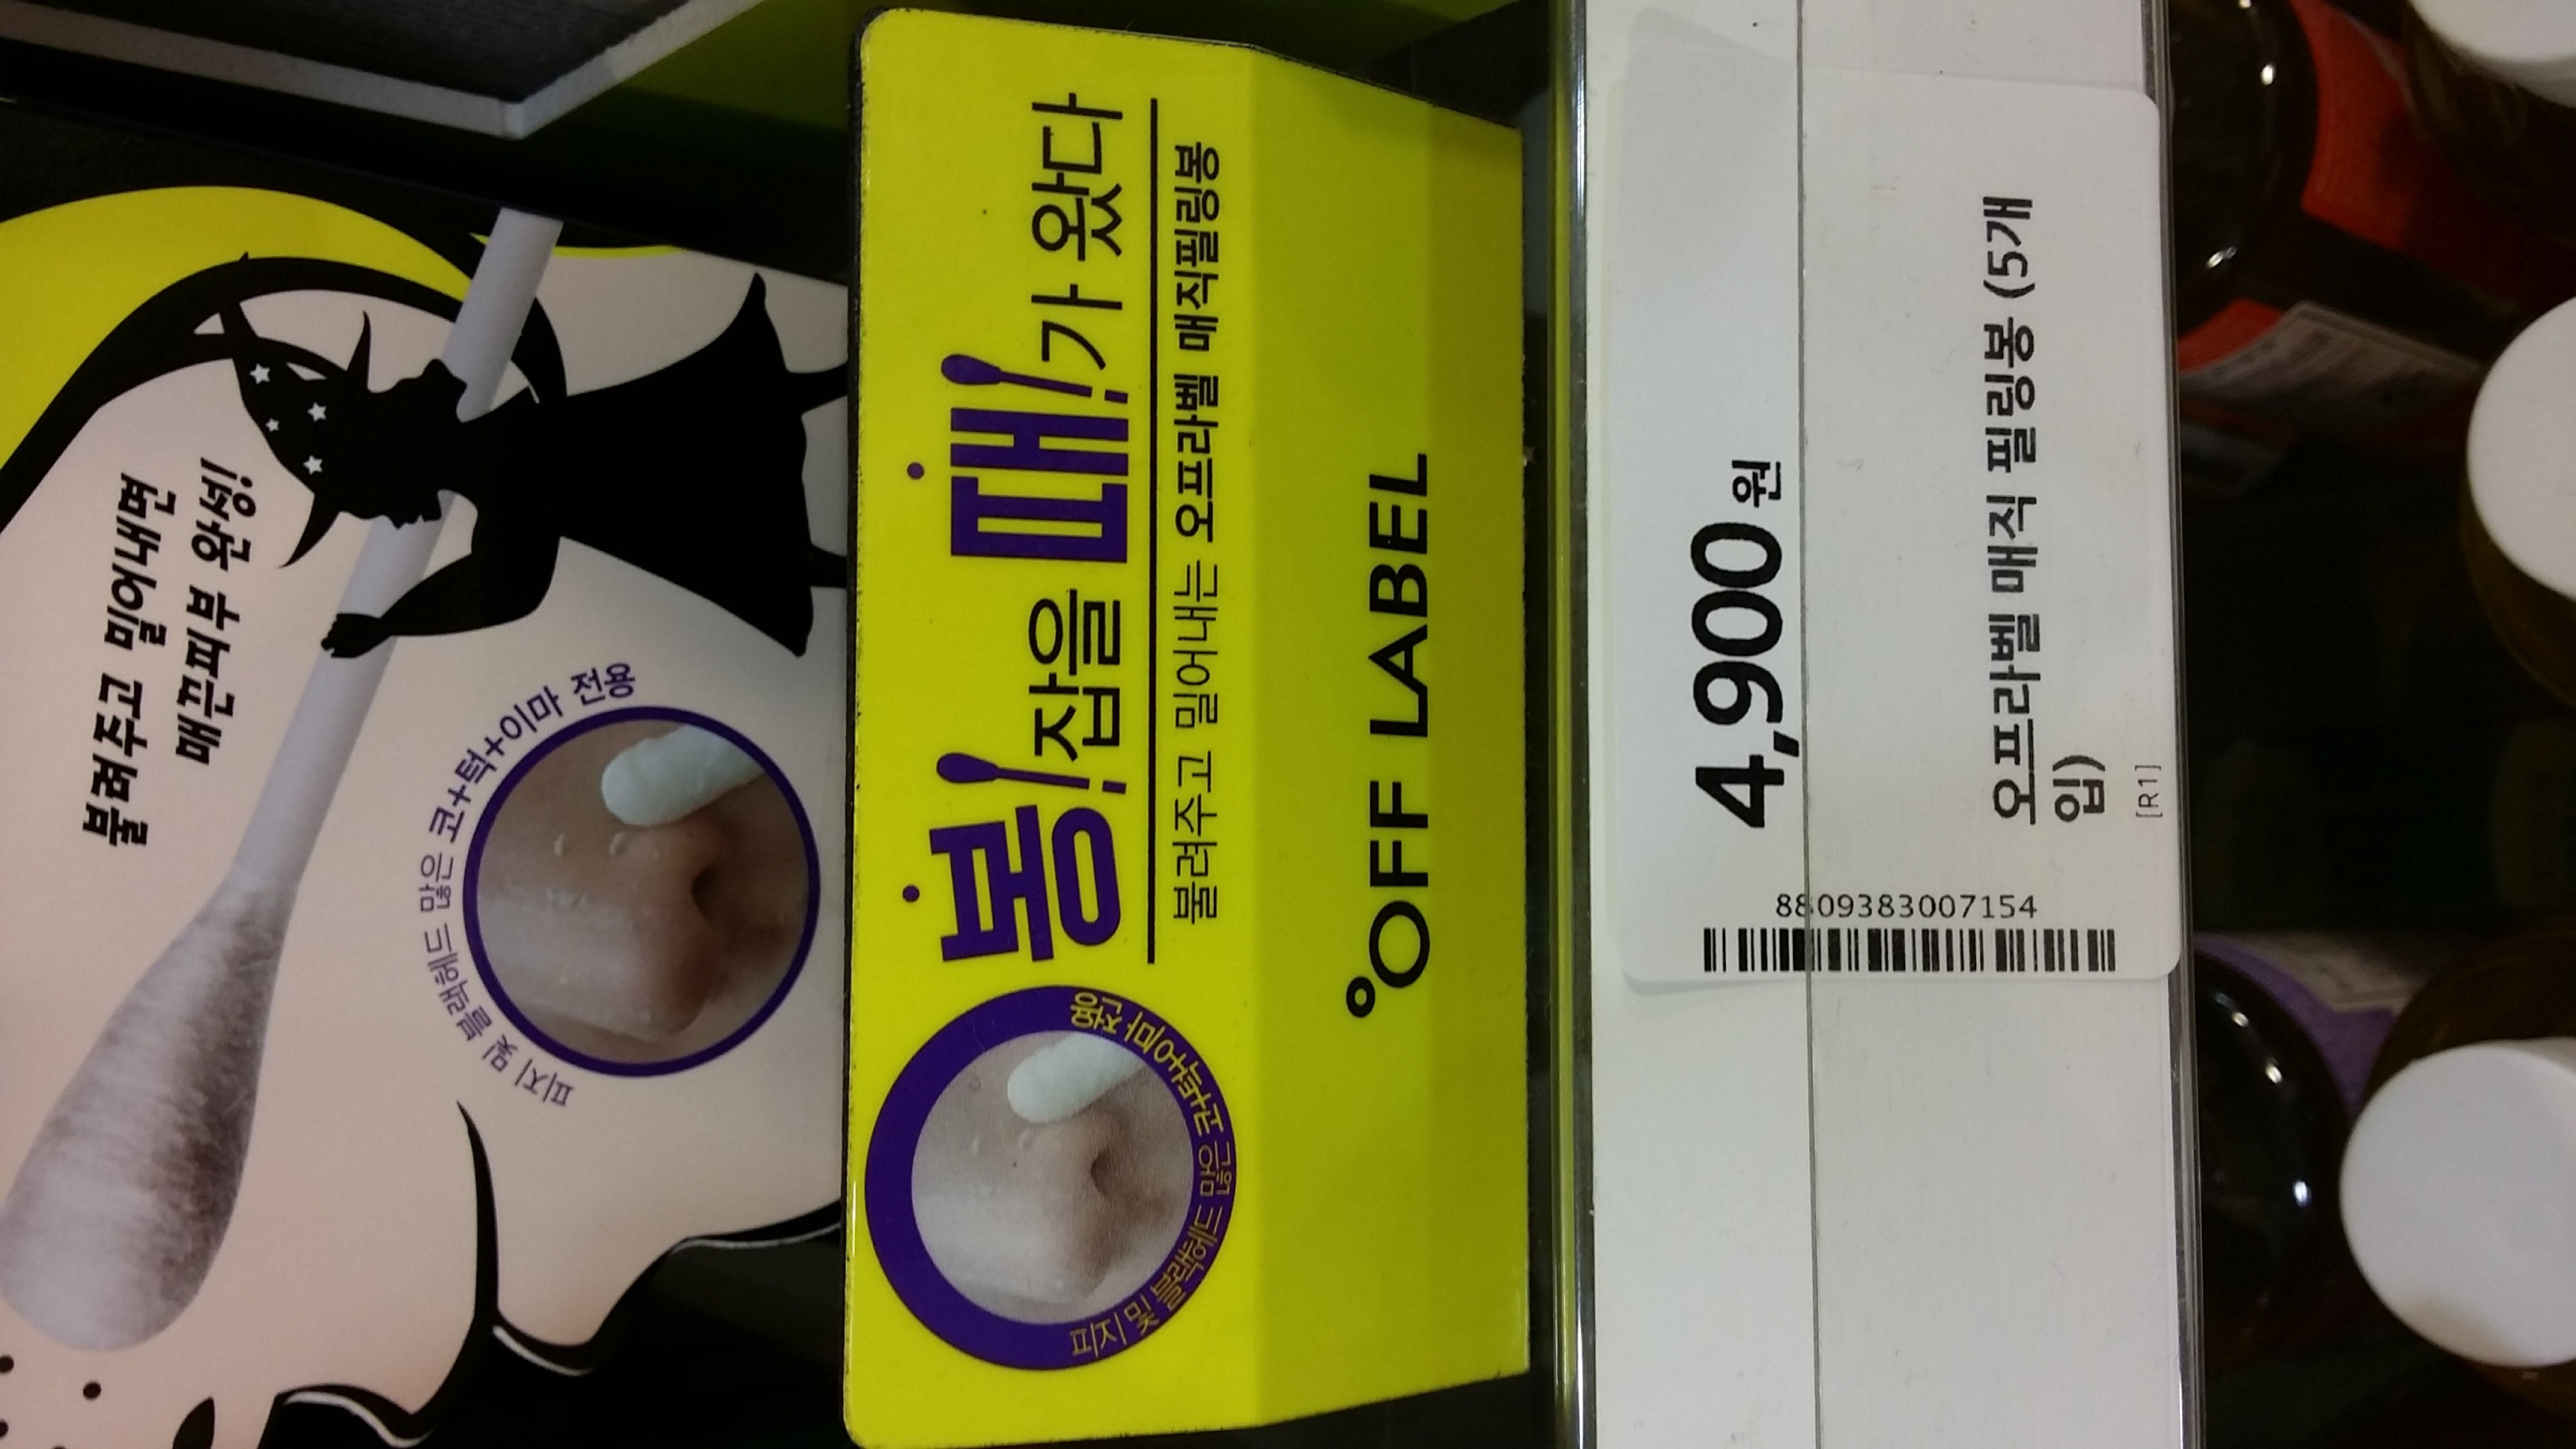 불려주고 밀어내면
매끈피부 완성!
피지 및 블랙헤드 많은 코+턱+이마 전용
봉!잡을 때!가 왔다
불려주고 밀어내는 오프라벨 매직필링봉
피지 및 블랙헤드 많은 코+턱+이마 전용
OFF LABEL
4,900원
오프라벨 매직 필링봉 (5개
입)
[R1]
8809383007154